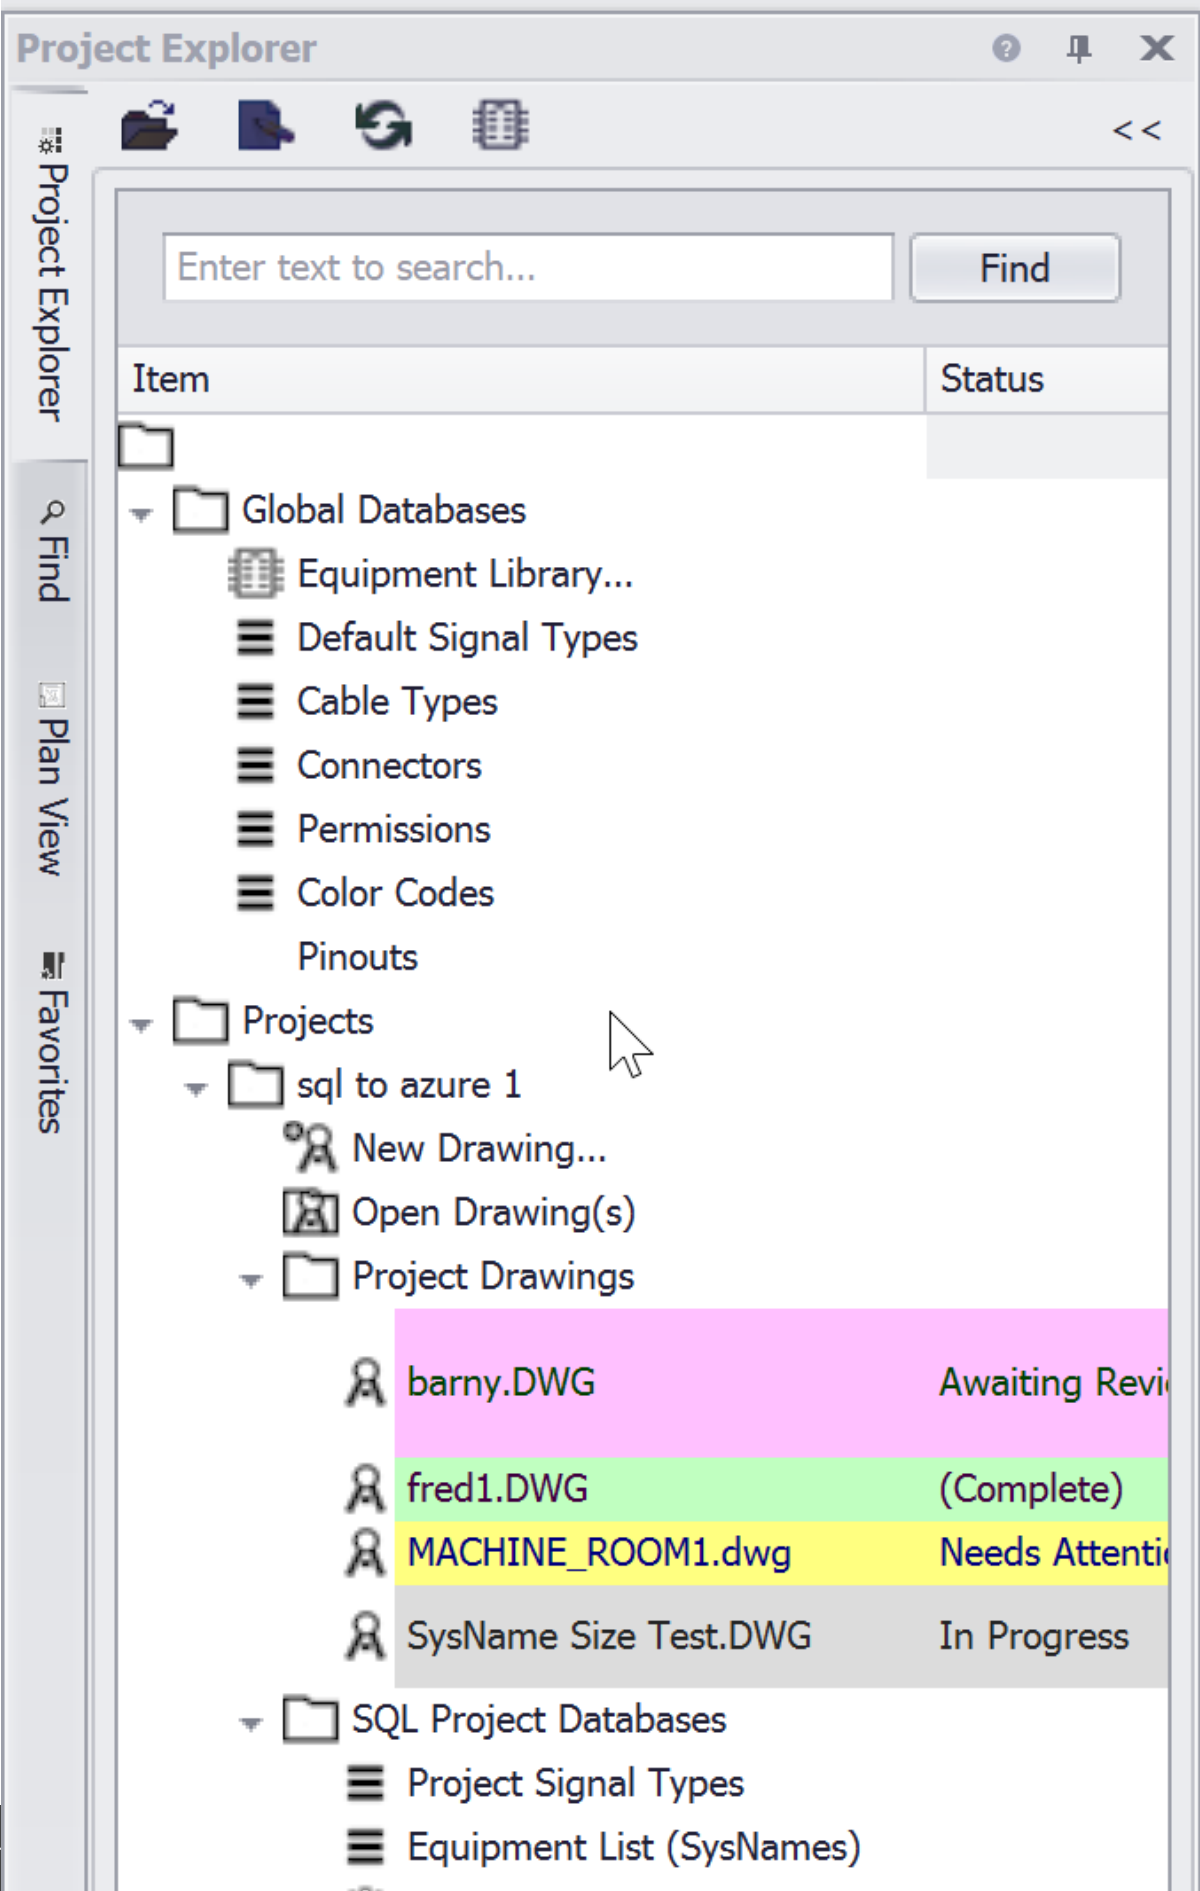 Project Explorer
<<
Project Explorer
Find
Plan View
Favorites
Enter text to search...
Find
Item
Status
Global Databases
Equipment Library...
Default Signal Types
Cable Types
Connectors
Permissions
Color Codes
Pinouts
Projects
sql to azure 1
New Drawing...
Open Drawing(s)
Project Drawings
barny.DWG Awaiting
fred1.DWG (Complete)
MACHINE_ROOM1.dwg Needs
SysName Size Test.DWG In Progress
SQL Project Databases
Project Signal Types
Equipment List (SysNames)